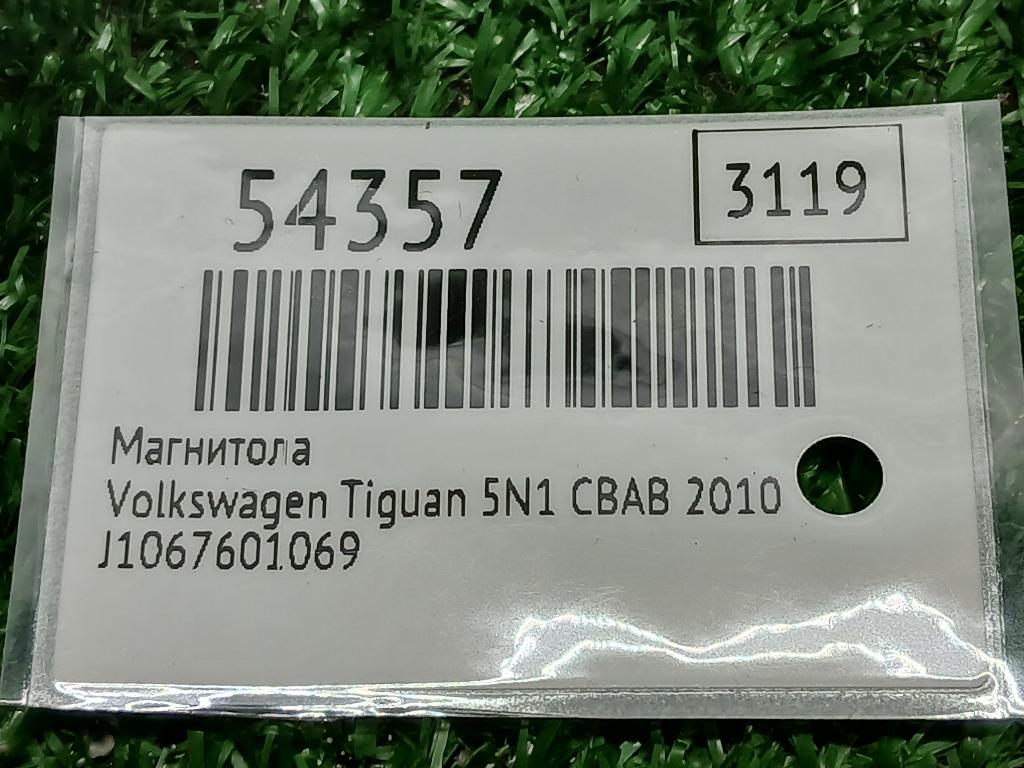 54357
3119
Магнитола
Volkswagen Tiguan 5N1 CBAB 2010
J1067601069